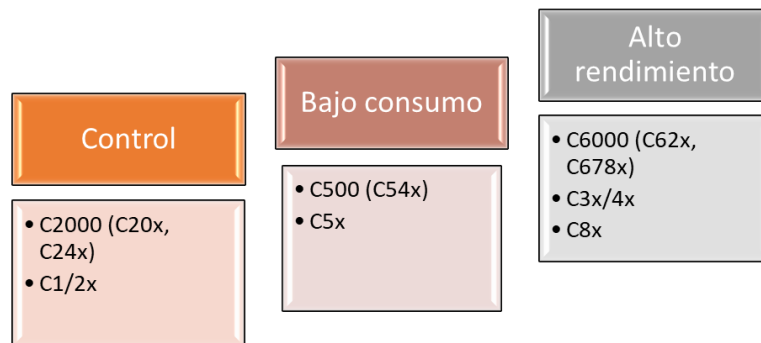 Control
• C2000 (C20x,
C24x)
• C1/2x
Bajo consumo
• C500 (C54x)
• C5x
Alto
rendimiento
• C6000 (C62x,
C678x)
• C3x/4x
• C8x